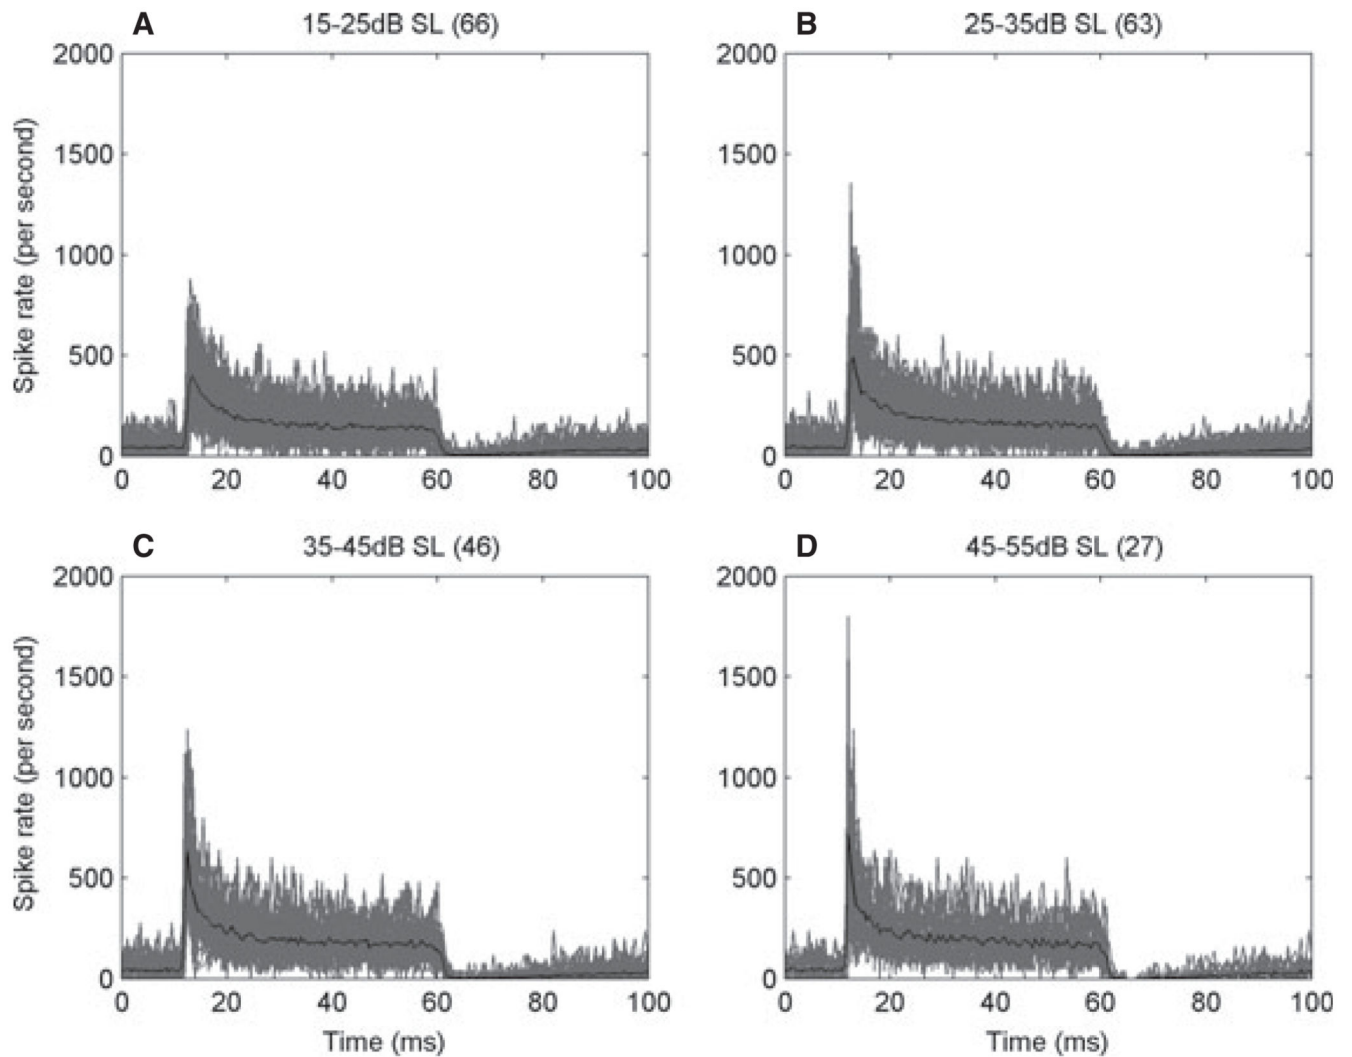 A 15-25dB SL (66)
B 25-35dB SL (63)
2000
1500
1000
500
0
Spike rate (per second)
0 20 40 60 80 100
2000
1500
1000
500
0
0 20 40 60 80 100
C 35-45dB SL (46)
D 45-55dB SL (27)
2000
1500
1000
500
0
Spike rate (per second)
0 20 40 60 80 100
Time (ms)
2000
1500
1000
500
0
0 20 40 60 80 100
Time (ms)